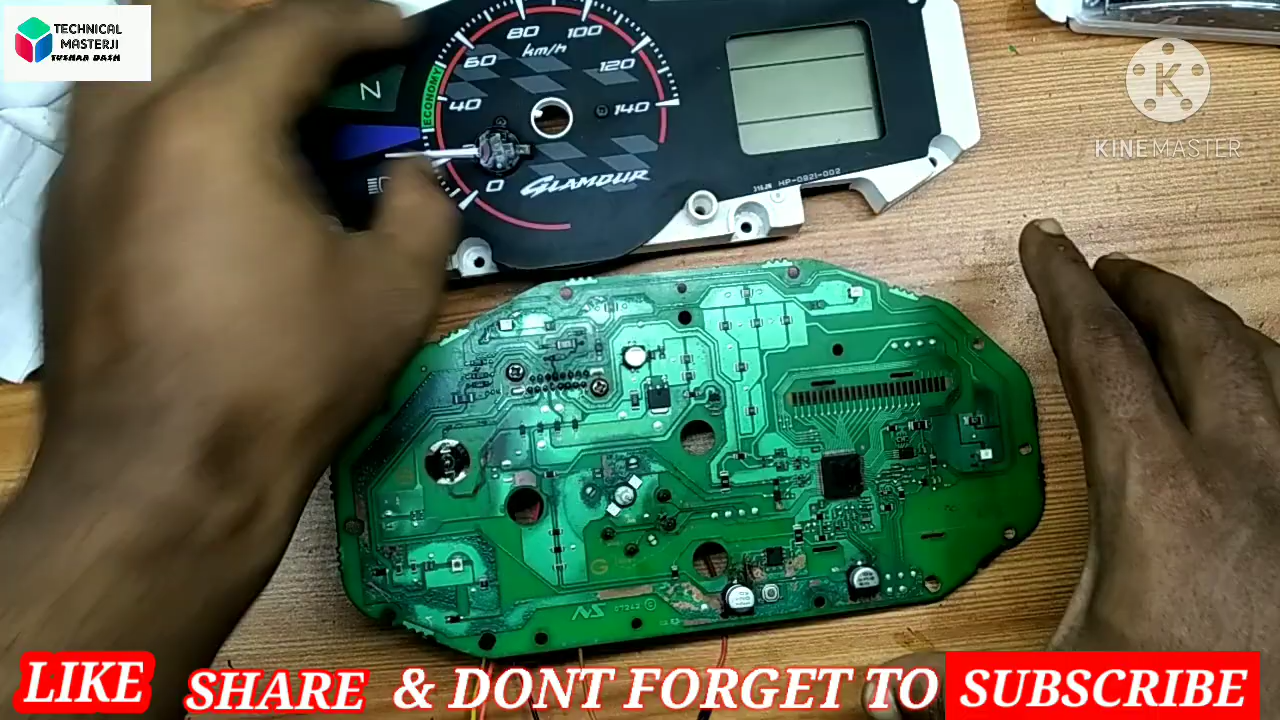 TECHNICAL
MASTERJI
TUSHAR DASH
K
KINEMASTER
80 100
km/h
60
120
ECONOMY
40
140
N
0
GLAMOUR
HP-0921-002
NS
LIKE SHARE & DONT FORGET TO SUBSCRIBE